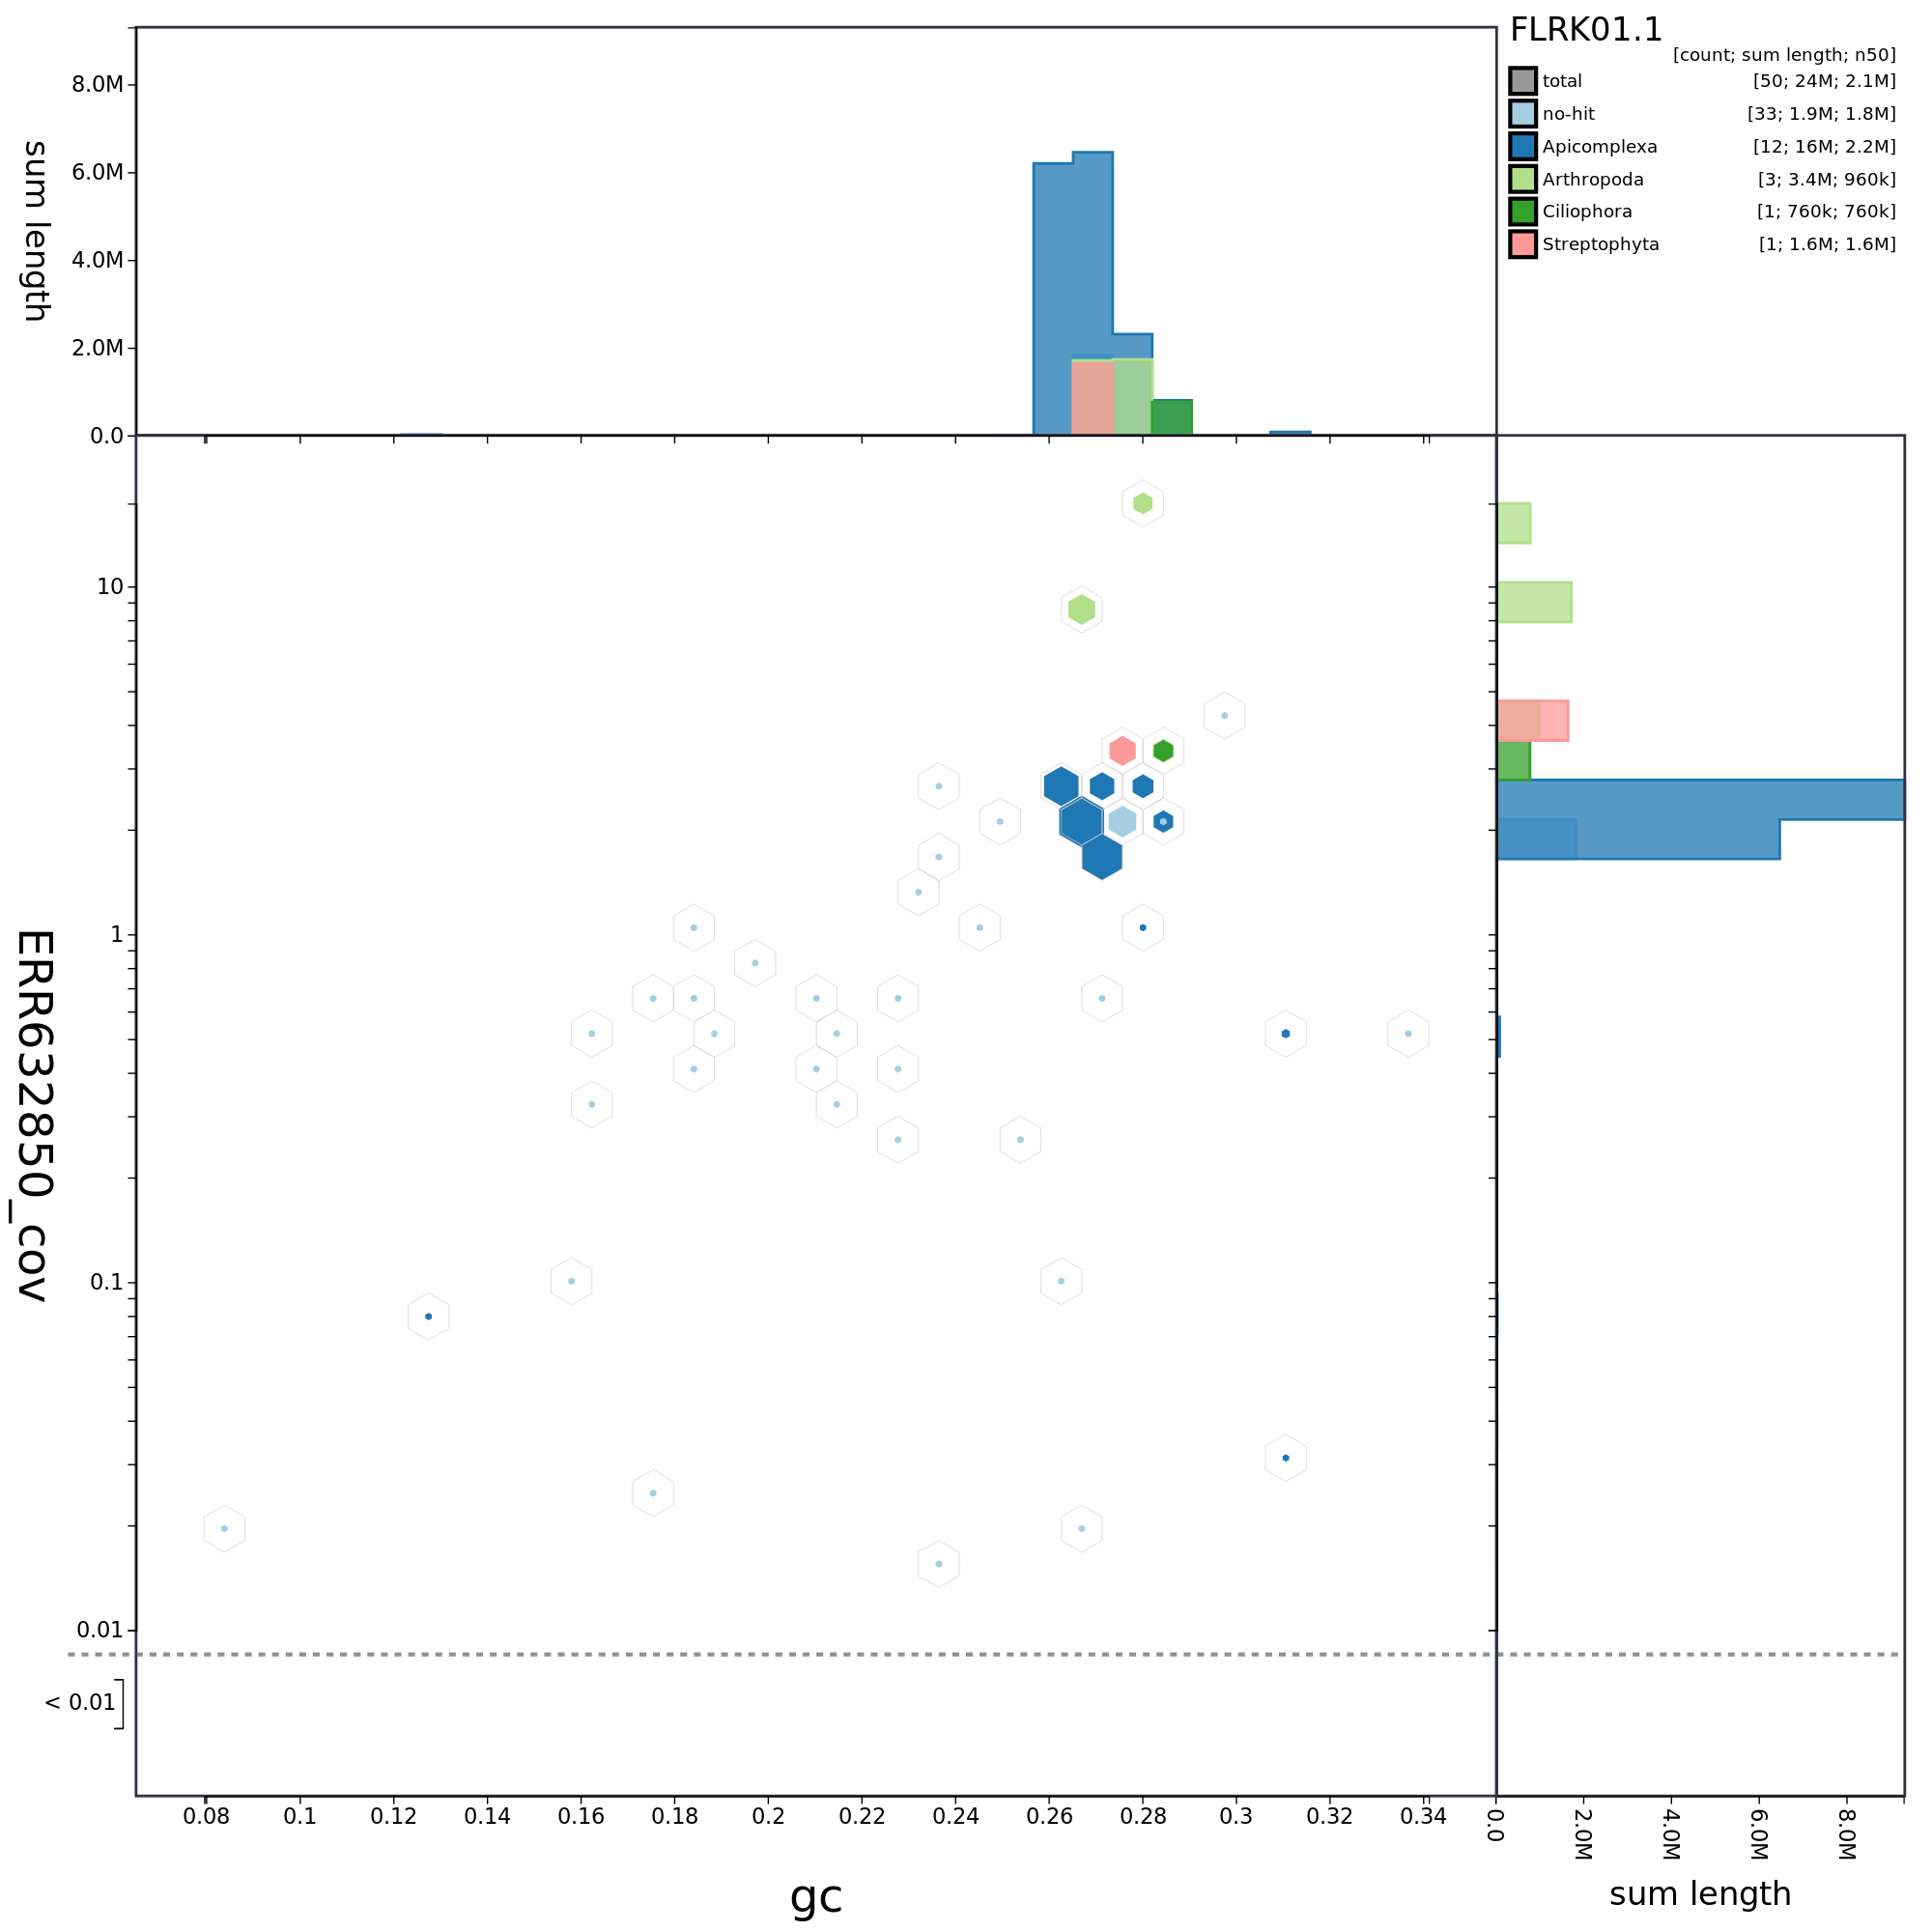 FLRK01.1
[count; sum length; n50]
total [50; 24M; 2.1M]
no-hit [33; 1.9M; 1.8M]
Apicomplexa [12; 16M; 2.2M]
Arthropoda [3; 3.4M; 960k]
Ciliophora [1; 760k; 760k]
Streptophyta [1; 1.6M; 1.6M]
sum length
8.0M
6.0M
4.0M
2.0M
0.0
ERR632850_cov
10
1
0.1
0.01
< 0.01
0.08 0.1 0.12 0.14 0.16 0.18 0.2 0.22 0.24 0.26 0.28 0.3 0.32 0.34
gc
0.0 2.0M 4.0M 6.0M 8.0M
sum length